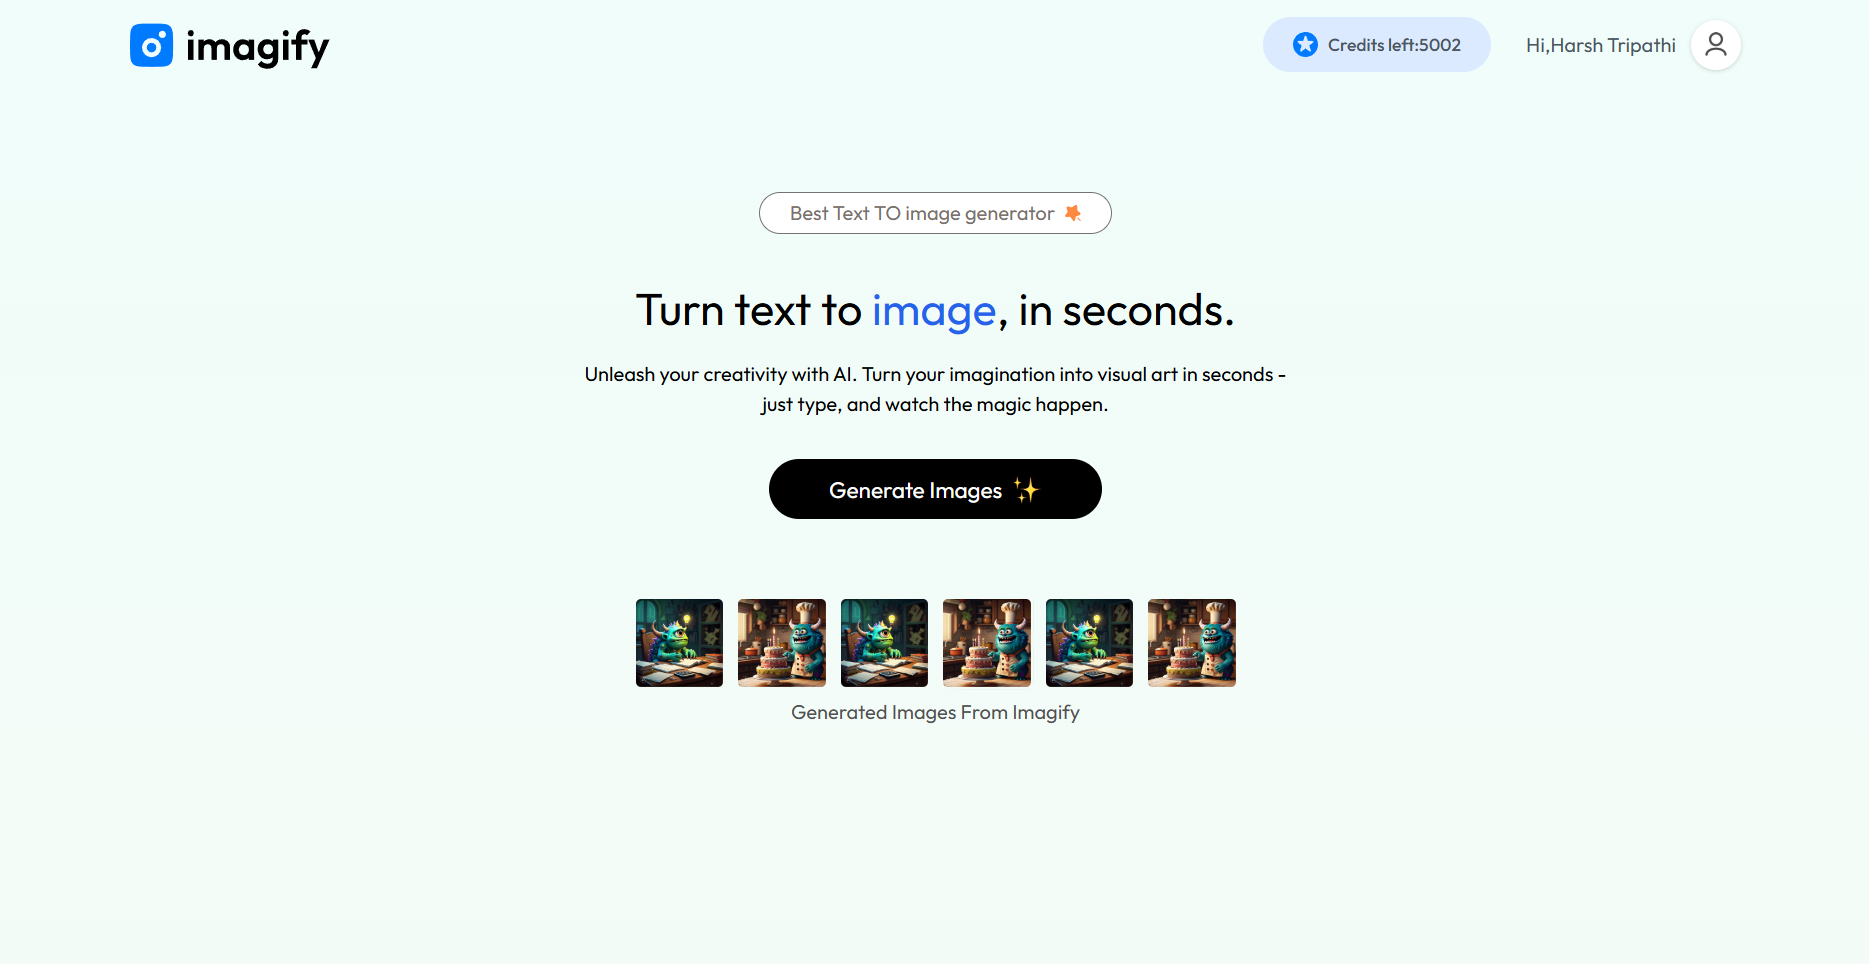 imagify
Credits left:5002
Hi,Harsh Tripathi
Best Text TO image generator
Turn text to image, in seconds.
Unleash your creativity with AI. Turn your imagination into visual art in seconds -
just type, and watch the magic happen.
Generate Images
Generated Images From Imagify